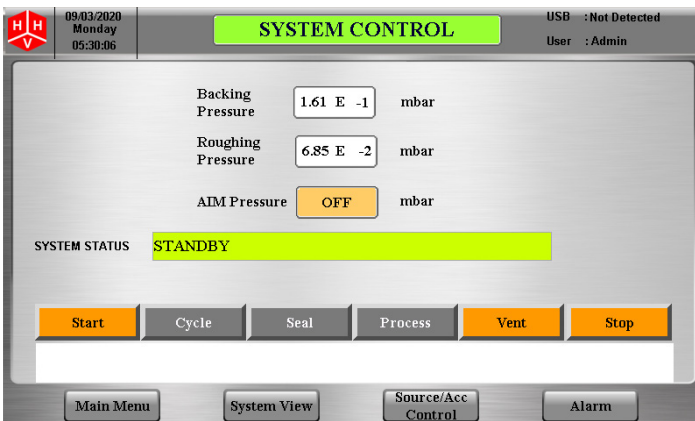 HHV
09/03/2020
Monday
05:30:06
SYSTEM CONTROL
USB : Not Detected
User : Admin
Backing
Pressure
1.61 E -1
mbar
Roughing
Pressure
6.85 E -2
mbar
AIM Pressure
OFF
mbar
SYSTEM STATUS
STANDBY
Start
Cycle
Seal
Process
Vent
Stop
Main Menu
System View
Source/Acc
Control
Alarm